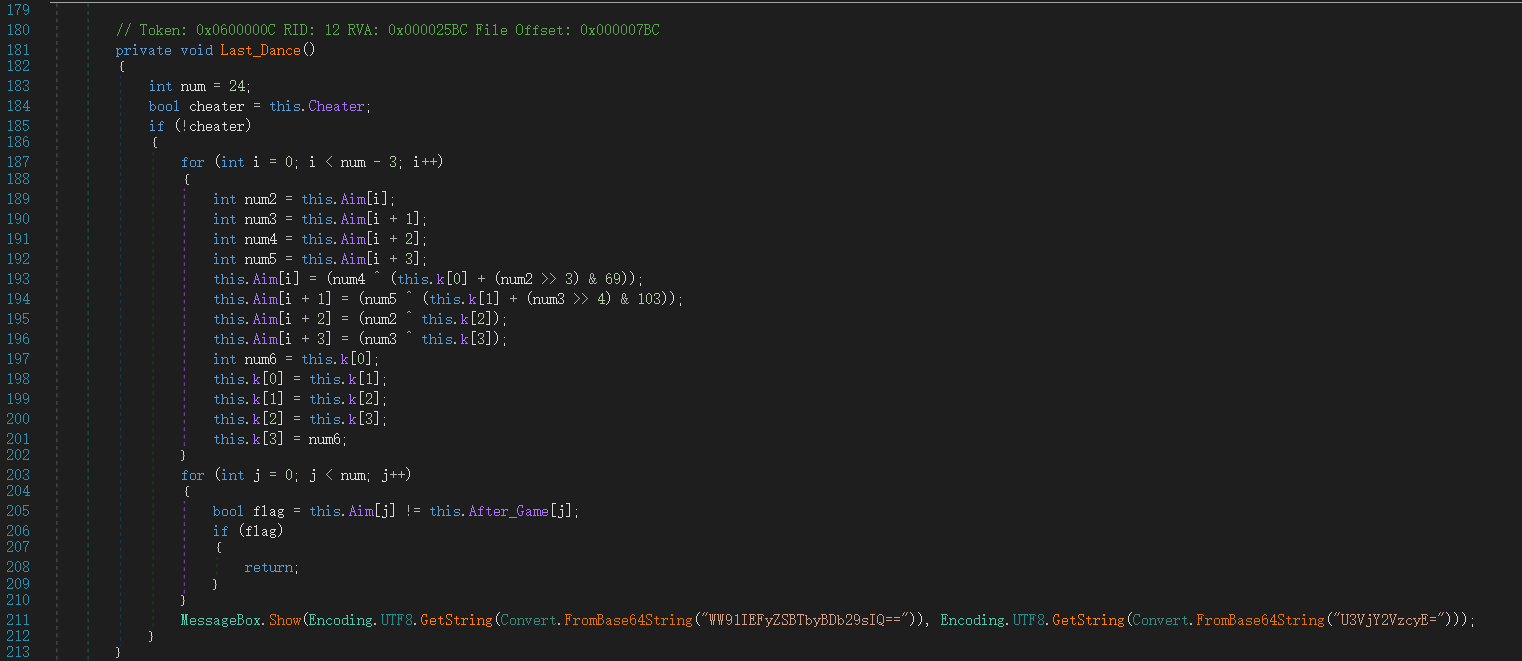 179
180 // Token: 0x0600000C RID: 12 RVA: 0x000025BC File Offset: 0x000007BC
181 private void Last_Dance()
182 {
183 int num = 24;
184 bool cheater = this.Cheater;
185 if (!cheater)
186 {
187 for (int i = 0; i < num - 3; i++)
188 {
189 int num2 = this.Aim[i];
190 int num3 = this.Aim[i + 1];
191 int num4 = this.Aim[i + 2];
192 int num5 = this.Aim[i + 3];
193 this.Aim[i] = (num4 ^ (this.k[0] + (num2 >> 3) & 69));
194 this.Aim[i + 1] = (num5 ^ (this.k[1] + (num3 >> 4) & 103));
195 this.Aim[i + 2] = (num2 ^ this.k[2]);
196 this.Aim[i + 3] = (num3 ^ this.k[3]);
197 int num6 = this.k[0];
198 this.k[0] = this.k[1];
199 this.k[1] = this.k[2];
200 this.k[2] = this.k[3];
201 this.k[3] = num6;
202 }
203 for (int j = 0; j < num; j++)
204 {
205 bool flag = this.Aim[j] != this.After_Game[j];
206 if (flag)
207 {
208 return;
209 }
210 }
211 MessageBox.Show(Encoding.UTF8.GetString(Convert.FromBase64String("WW91IEFyZSBTbyBDb29sIQ==")), Encoding.UTF8.GetString(Convert.FromBase64String("U3VjY2VzcyE=")));
212 }
213 }